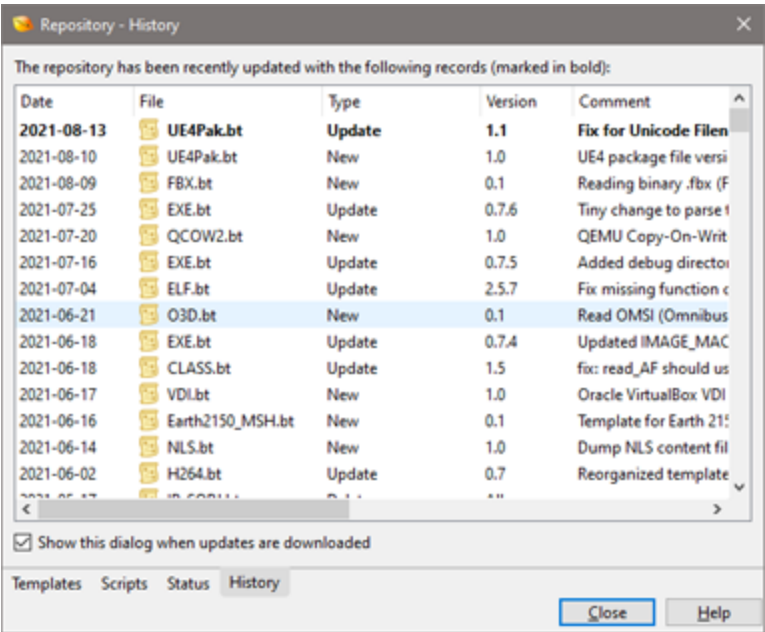 Repository - History
The repository has been recently updated with the following records (marked in bold):
Date File Type Version Comment
2021-08-13 UE4Pak.bt Update 1.1 Fix for Unicode Filen
2021-08-10 UE4Pak.bt New 1.0 UE4 package file versi
2021-08-09 FBX.bt New 0.1 Reading binary .fbx (F
2021-07-25 EXE.bt Update 0.7.6 Tiny change to parse t
2021-07-20 QCOW2.bt New 1.0 QEMU Copy-On-Writ
2021-07-16 EXE.bt Update 0.7.5 Added debug director
2021-07-04 ELF.bt Update 2.5.7 Fix missing function c
2021-06-21 O3D.bt New 0.1 Read OMSI (Omnibus
2021-06-18 EXE.bt Update 0.7.4 Updated IMAGE_MAC
2021-06-18 CLASS.bt Update 1.5 fix: read_AF should us
2021-06-17 VDI.bt New 1.0 Oracle VirtualBox VDI
2021-06-16 Earth2150_MSH.bt New 0.1 Template for Earth 215
2021-06-14 NLS.bt New 1.0 Dump NLS content fil
2021-06-02 H264.bt Update 0.7 Reorganized template
Show this dialog when updates are downloaded
Templates Scripts Status History
Close Help